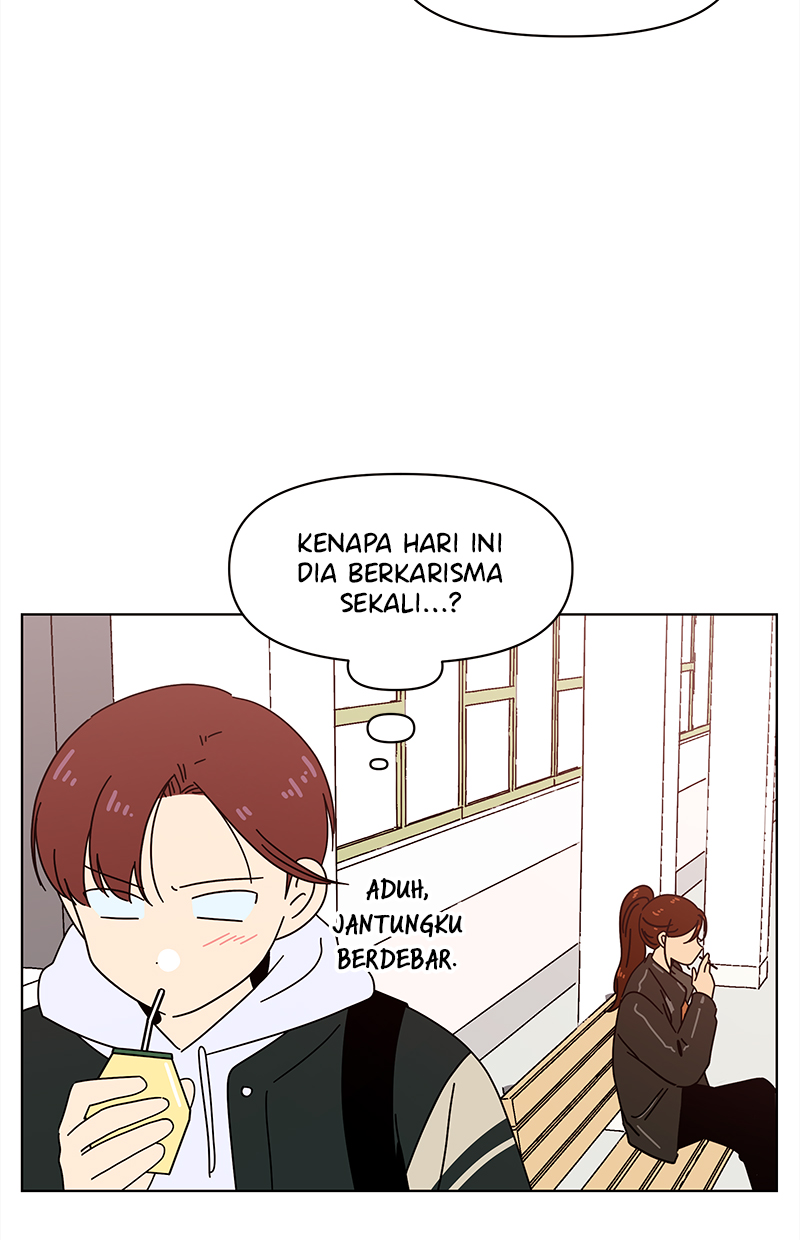 KENAPA HARI INI
DIA BERKARISMA
SEKALI...?
ADUH,
JANTUNGKU
BERDEBAR.